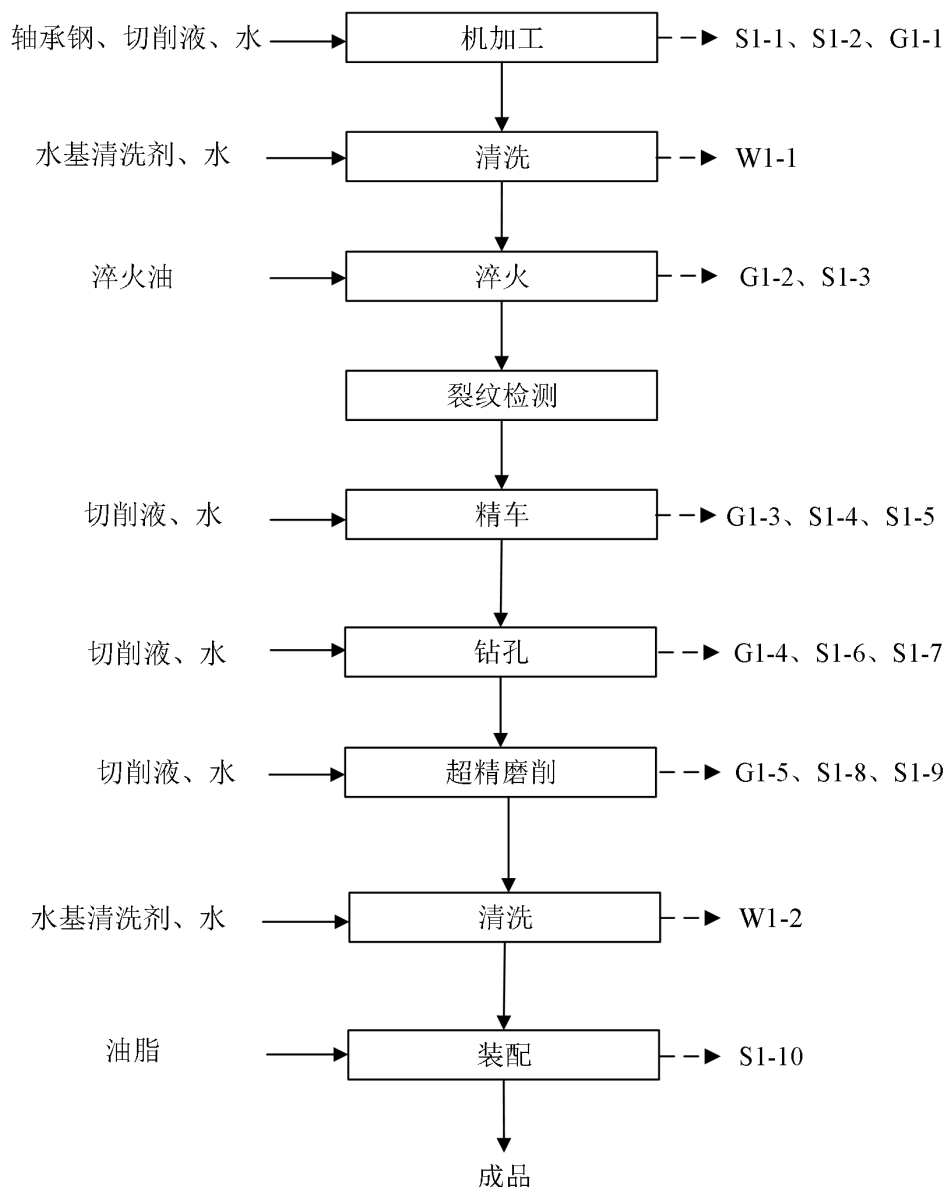 轴承钢、切削液、水 机加工 S1-1、S1-2、G1-1
水基清洗剂、水 清洗 W1-1
淬火油 淬火 G1-2、S1-3
裂纹检测
切削液、水 精车 G1-3、S1-4、S1-5
切削液、水 钻孔 G1-4、S1-6、S1-7
切削液、水 超精磨削 G1-5、S1-8、S1-9
水基清洗剂、水 清洗 W1-2
油脂 装配 S1-10
成品